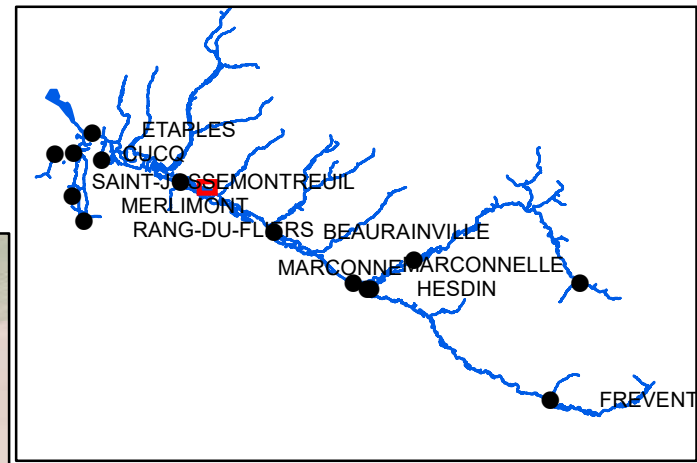 ETAPLES
CUCQ
SAINT-JOSSE
MONTREUIL
MERLIMONT
RANG-DU-FLIERS
BEAURAINVILLE
MARCONNE
MARCONNELLE
HESDIN
FREVENT